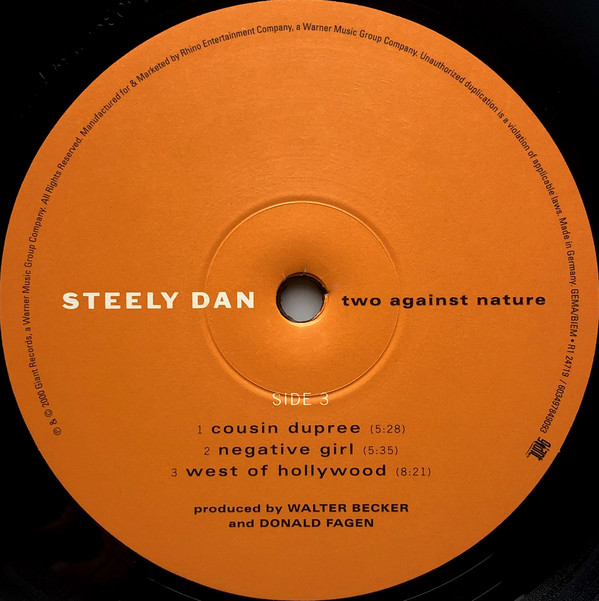 ℗ & © 2000 Giant Records, a Warner Music Group Company. All Rights Reserved. Manufactured for & Marketed by Rhino Entertainment Company, a Warner Music Group Company. Unauthorized duplication is a violation of applicable laws. Made in Germany. GEMA/BIEM • R1 24719 / 603497849093
STEELY DAN two against nature
SIDE 3
1 cousin dupree (5:28)
2 negative girl (5:35)
3 west of hollywood (8:21)
Giant
produced by WALTER BECKER
and DONALD FAGEN